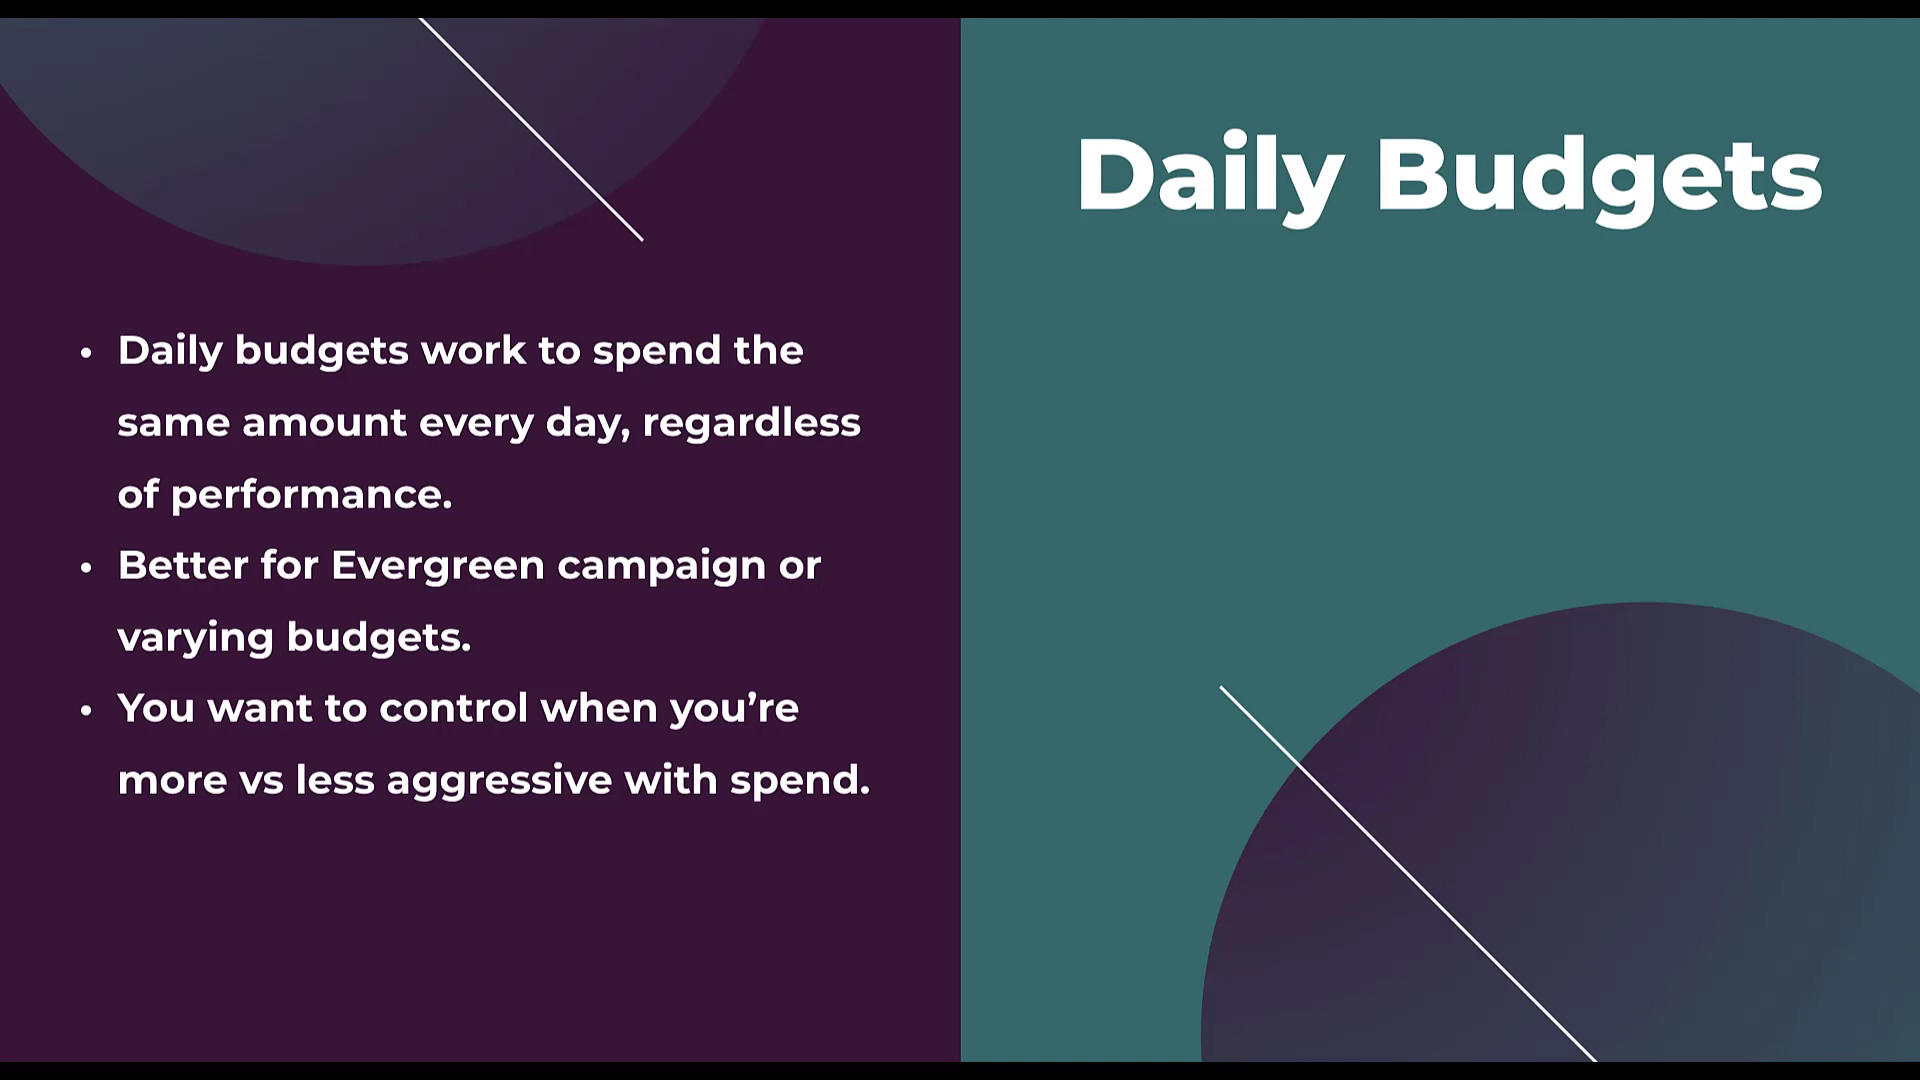 Daily Budgets
• Daily budgets work to spend the
same amount every day, regardless
of performance.
• Better for Evergreen campaign or
varying budgets.
• You want to control when you’re
more vs less aggressive with spend.